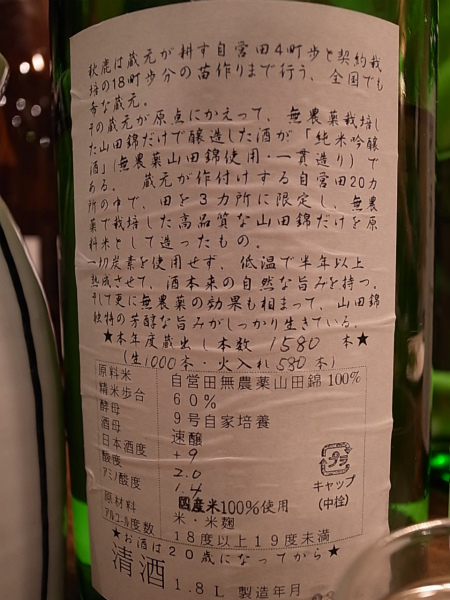 秋鹿は蔵元が耕す自営田4町歩と契約栽
培の18町歩分の苗作りまで行う、全国でも
希な蔵元。
その蔵元が原点にかえって、無農薬栽培し
た山田錦だけで醸造した酒が「純米吟醸
酒」(無農薬山田錦使用・一貫造り)で
ある。 蔵元が作付けする自営田20カ
所の中で、田を3カ所に限定し、無農
薬で栽培した高品質な山田錦だけを原
料米として造ったもの。
一切炭素を使用せず、低温で半年以上
熟成させて、酒本来の自然な旨みを持つ。
そして更に無農薬の効果も相まって、山田錦
独特の芳醇な旨みがしっかり生きている。
★本年度蔵出し本数 1580 本★
(生1000本・火入れ580本)
原料米 自営田無農薬山田錦100%
精米歩合 60%
酵母 9号自家培養
酒母 速醸
日本酒度 +9
酸度 2.0
アミノ酸度 1.4
国産米100%使用
原材料 米・米麹
アルコール度数 18度以上19度未満
プラ
キャップ
(中栓)
★お酒は20歳になってから★
清酒 1.8L 製造年月